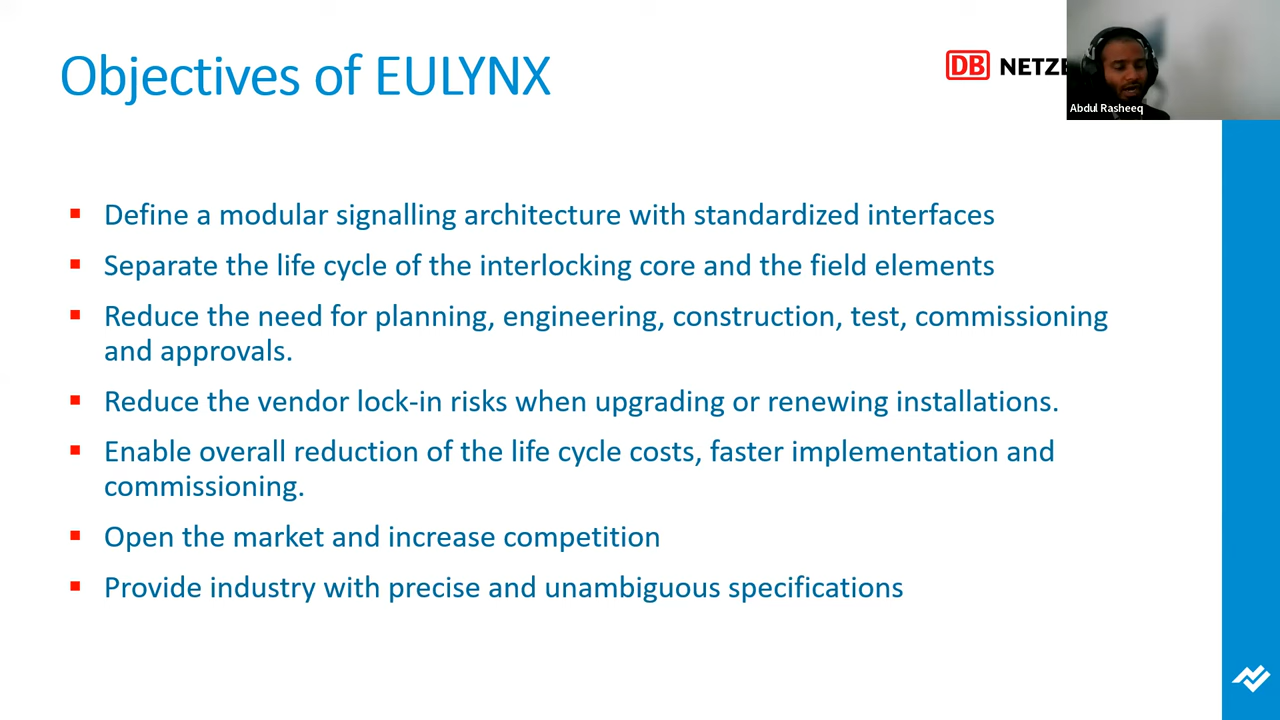 Objectives of EULYNX
DB NETZE
Abdul Rasheeq
Define a modular signalling architecture with standardized interfaces
Separate the life cycle of the interlocking core and the field elements
Reduce the need for planning, engineering, construction, test, commissioning
and approvals.
Reduce the vendor lock-in risks when upgrading or renewing installations.
Enable overall reduction of the life cycle costs, faster implementation and
commissioning.
Open the market and increase competition
Provide industry with precise and unambiguous specifications